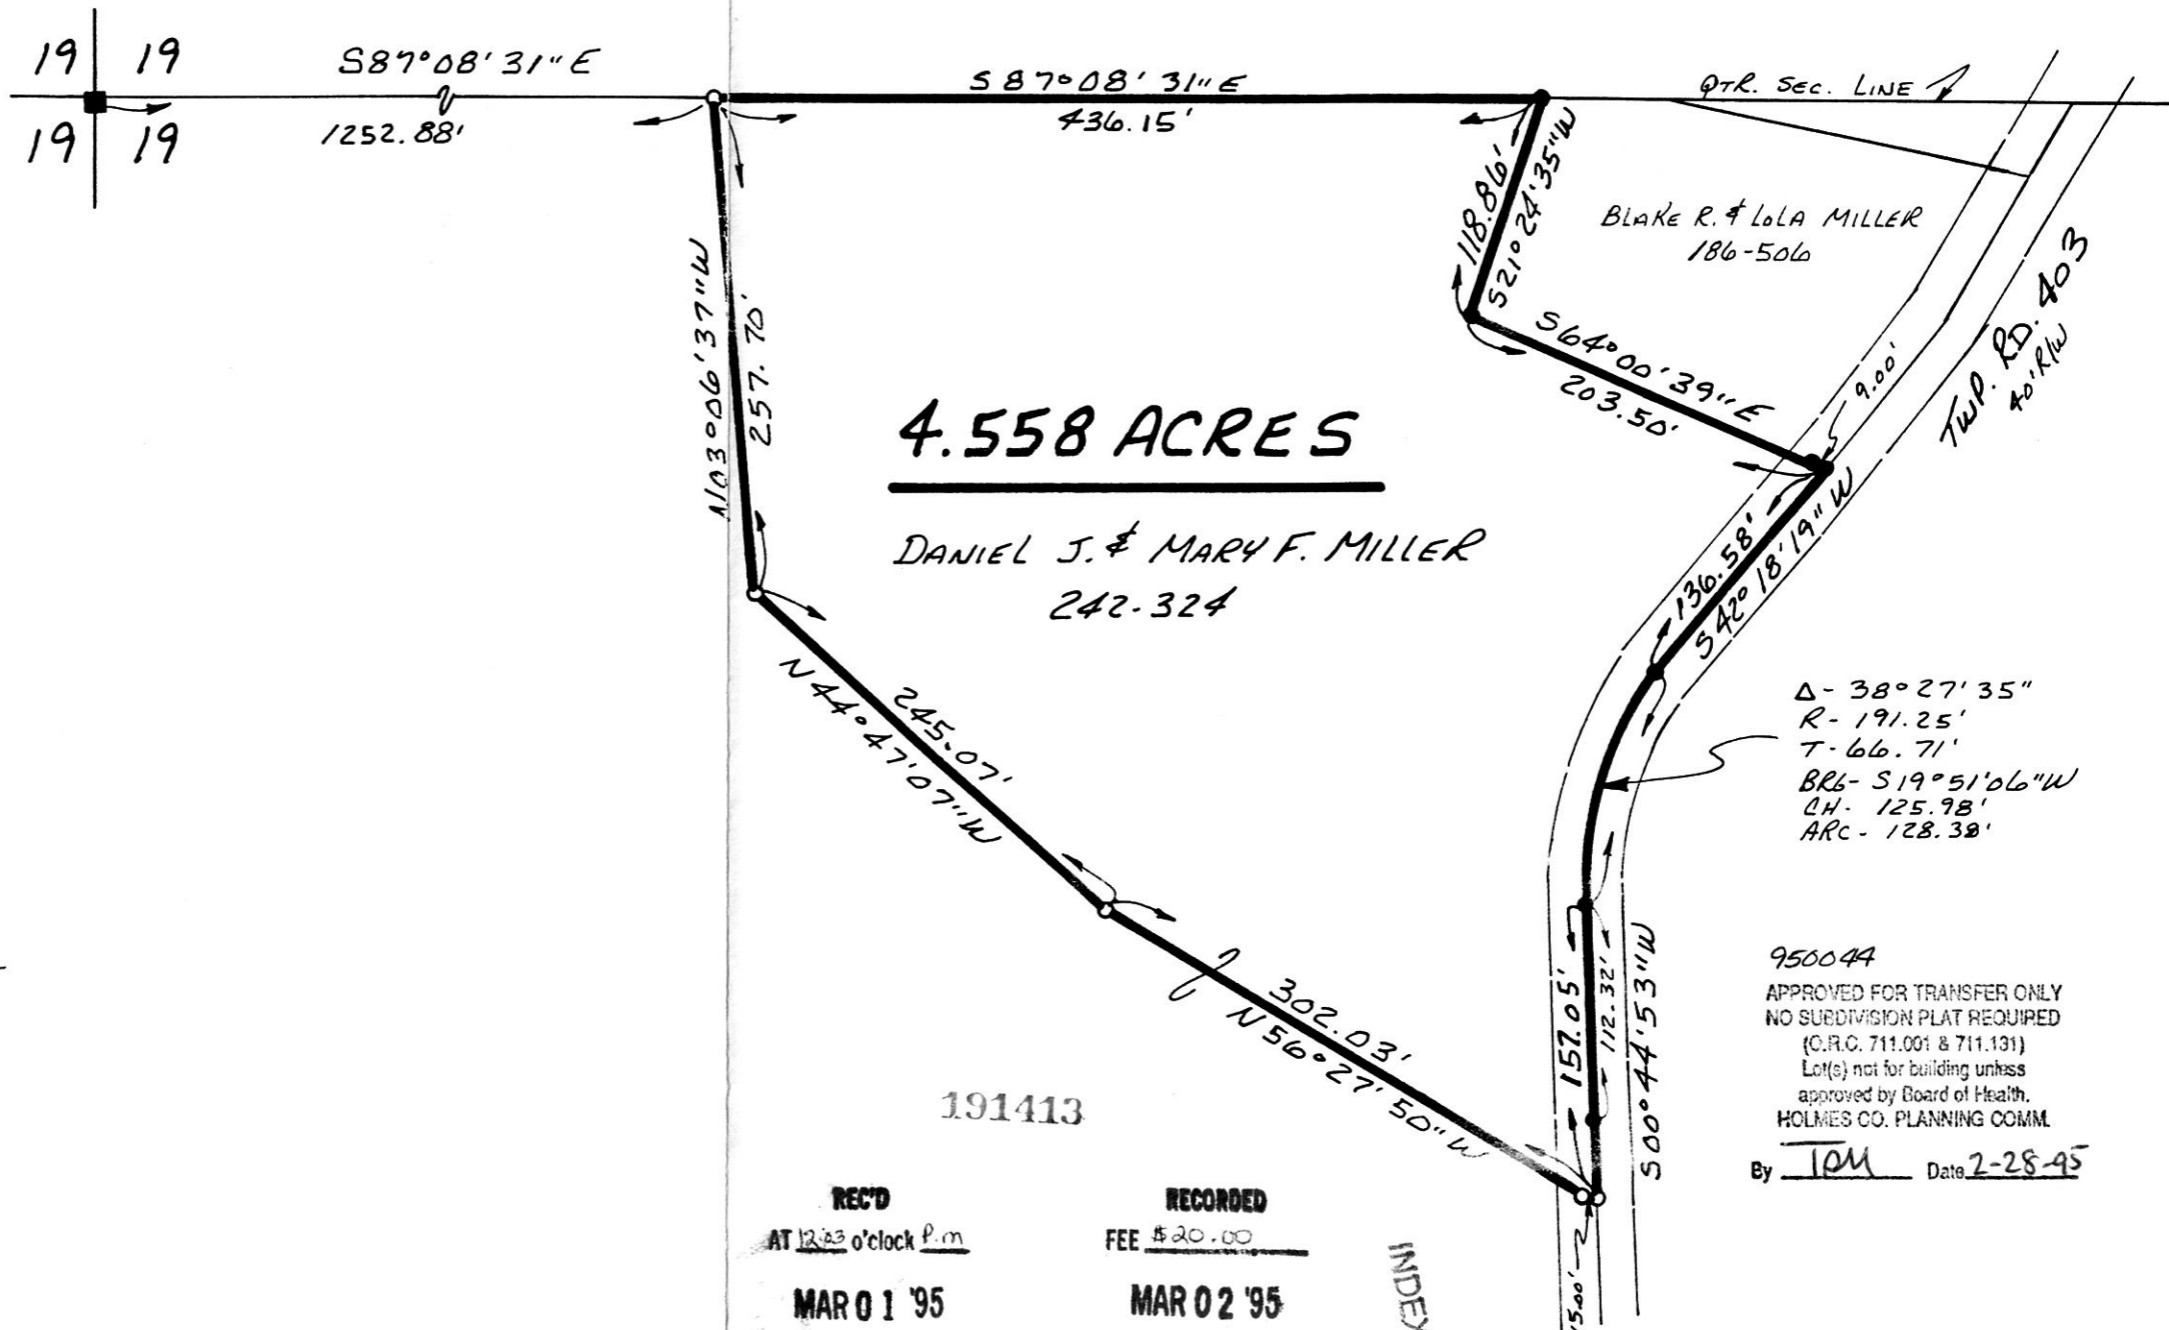 19 19
19 19
S87°08'31"E
1252.88'
S87°08'31"E
436.15'
QTR. SEC. LINE
118.86'
S21°24'35"W
BLAKE R. & LOLA MILLER
186-506
TWP. RD. 403
40' R/W
S64°00'39"E
203.50'
9.00'
N03°06'37"W
257.70'
4.558 ACRES
DANIEL J. & MARY F. MILLER
242-324
136.58'
S42°18'19"W
Δ- 38°27'35"
R- 191.25'
T- 66.71'
BRG- S19°51'06"W
CH- 125.98'
ARC- 128.38'
245.07'
N44°47'07"W
302.03'
N56°27'50"W
157.05'
112.32'
S00°44'53"W
950044
APPROVED FOR TRANSFER ONLY
NO SUBDIVISION PLAT REQUIRED
(O.R.C. 711.001 & 711.131)
Lot(s) not for building unless
approved by Board of Health.
HOLMES CO. PLANNING COMM.
By Date 2-28-95
191413
REC'D
AT 12:03 o'clock P.m
MAR 01 '95
RECORDED
FEE $20.00
MAR 02 '95
INDEX